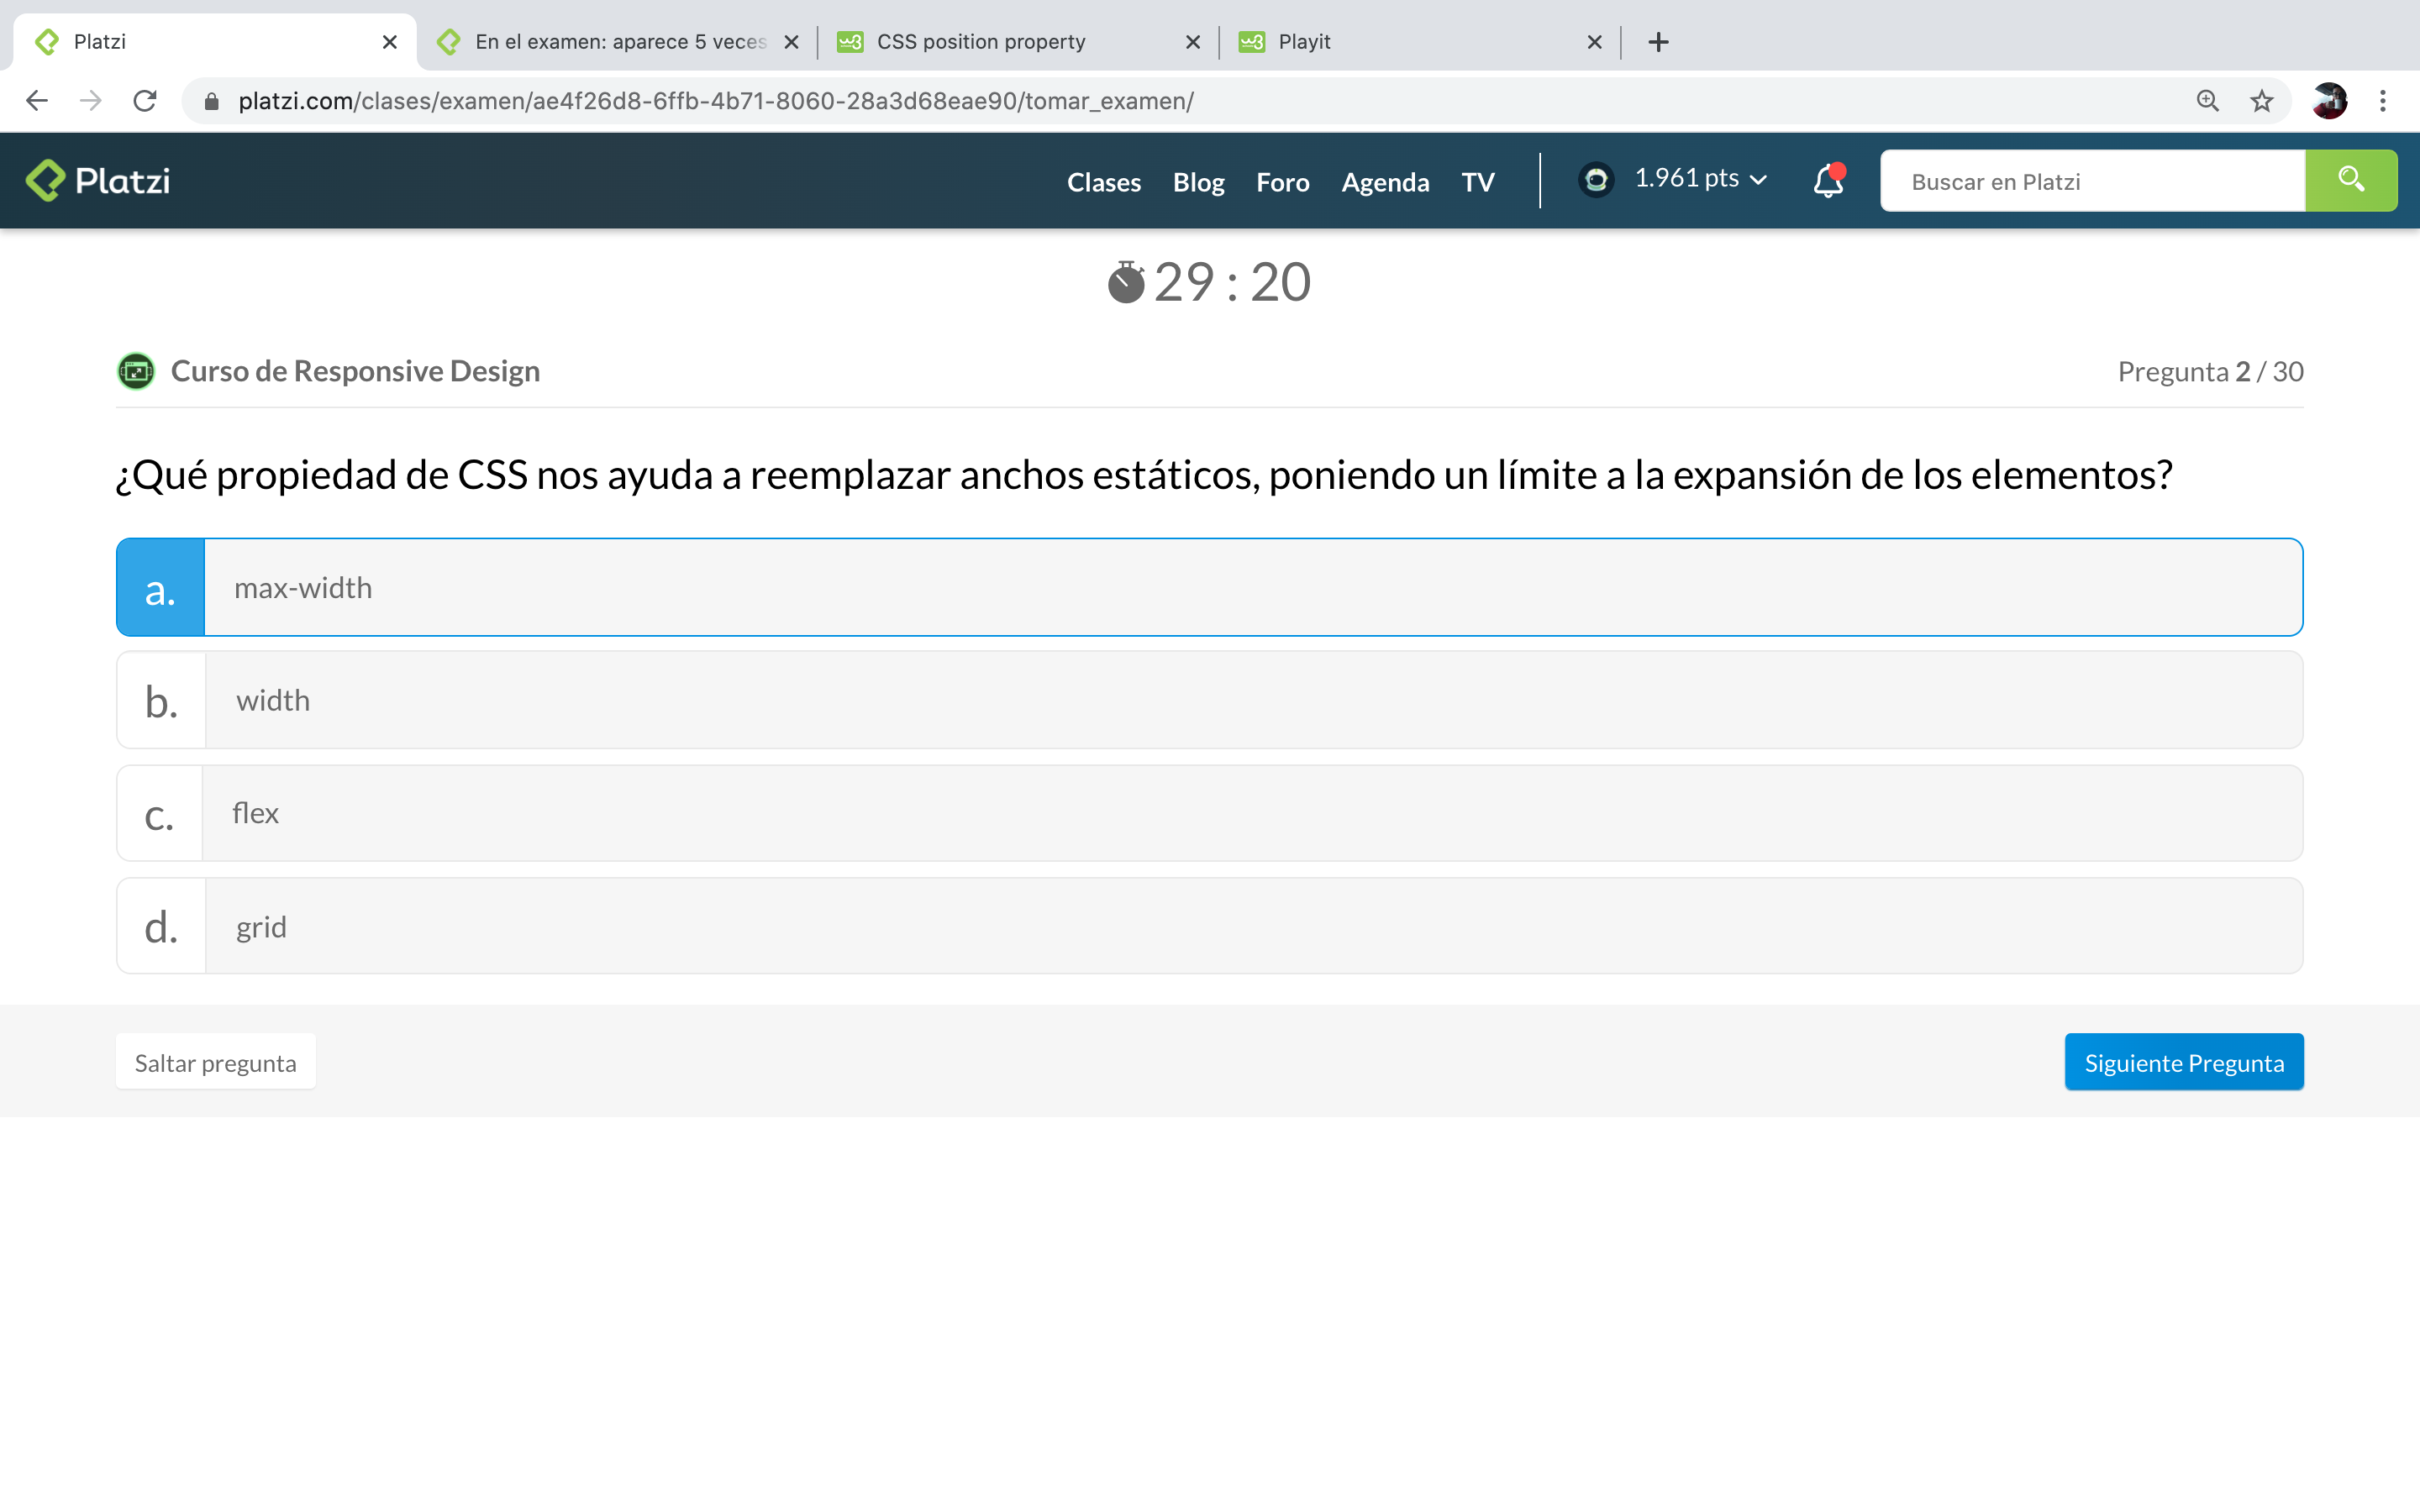 Platzi
En el examen: aparece 5 veces
CSS position property
Playit
platzi.com/clases/examen/ae4f26d8-6ffb-4b71-8060-28a3d68eae90/tomar_examen/
Platzi
Clases Blog Foro Agenda TV
1.961 pts
Buscar en Platzi
29 : 20
Curso de Responsive Design
Pregunta 2 / 30
¿Qué propiedad de CSS nos ayuda a reemplazar anchos estáticos, poniendo un límite a la expansión de los elementos?
a. max-width
b. width
c. flex
d. grid
Saltar pregunta
Siguiente Pregunta